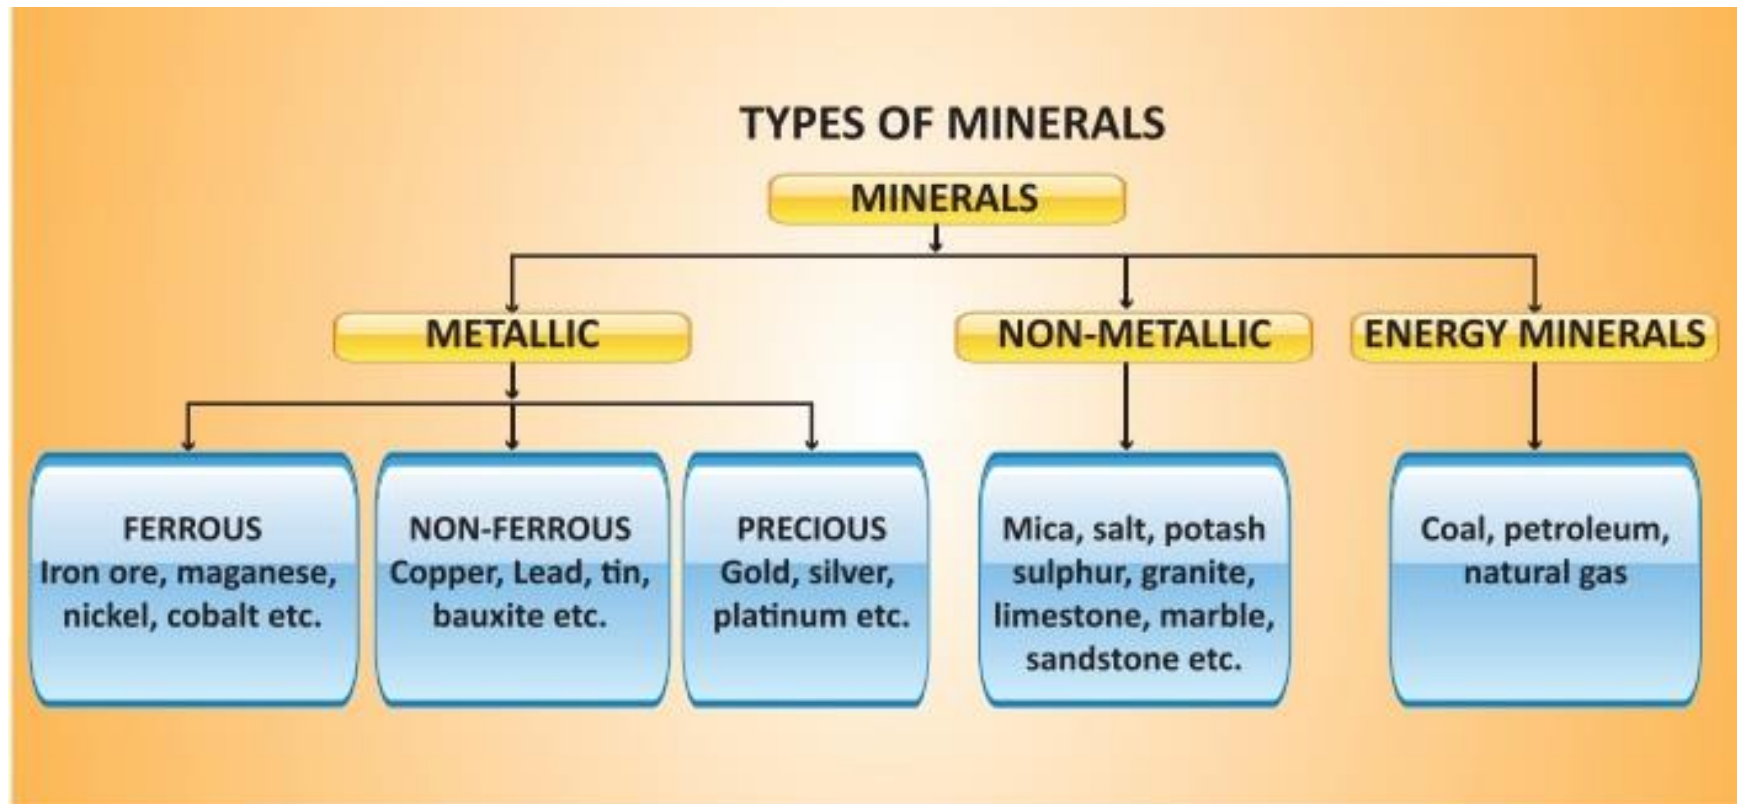 TYPES OF MINERALS
MINERALS
METALLIC
NON-METALLIC
ENERGY MINERALS
FERROUS
Iron ore, maganese,
nickel, cobalt etc.
NON-FERROUS
Copper, Lead, tin,
bauxite etc.
PRECIOUS
Gold, silver,
platinum etc.
Mica, salt, potash
sulphur, granite,
limestone, marble,
sandstone etc.
Coal, petroleum,
natural gas